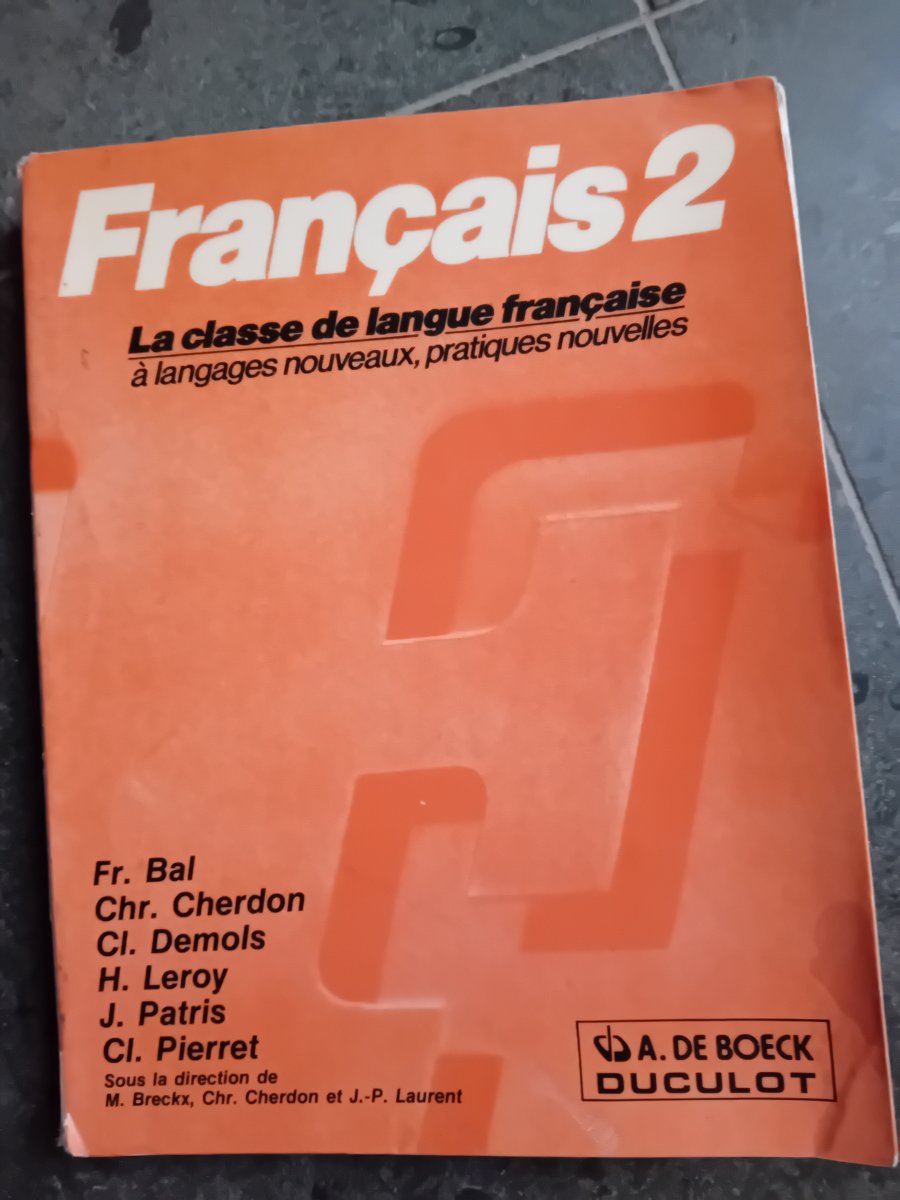 Français 2
La classe de langue française
à langages nouveaux, pratiques nouvelles
Fr. Bal
Chr. Cherdon
Cl. Demols
H. Leroy
J. Patris
Cl. Pierret
Sous la direction de
M. Breckx, Chr. Cherdon et J.-P. Laurent
A. DE BOECK
DUCULOT